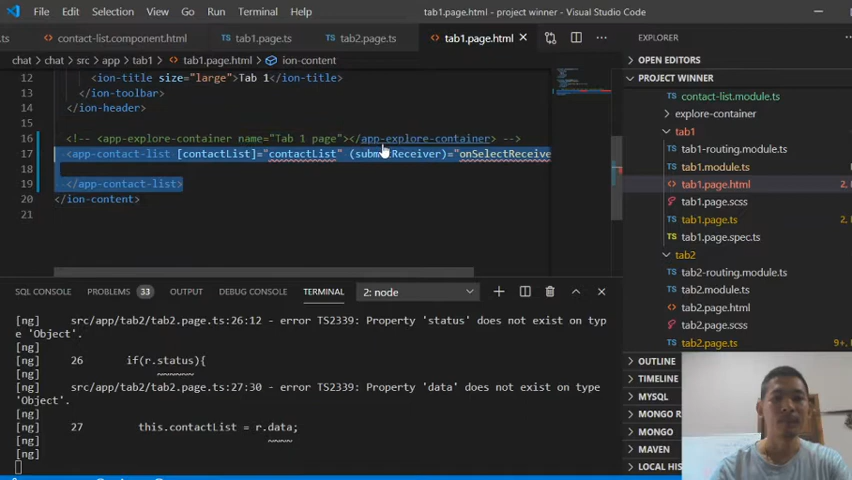 File Edit Selection View Go Run Terminal Help tab1.page.html - project winner - Visual Studio Code
.ts contact-list.component.html tab1.page.ts tab2.page.ts tab1.page.html
chat > chat > src > app > tab1 > tab1.page.html > ion-content
12 <ion-title size="large">Tab 1</ion-title>
13 </ion-toolbar>
14 </ion-header>
15
16 <!-- <app-explore-container name="Tab 1 page"></app-explore-container> -->
17 <app-contact-list [contactList]="contactList" (submitReceiver)="onSelectReceive
18
19 </app-contact-list>
20 </ion-content>
21
SQL CONSOLE PROBLEMS 33 OUTPUT DEBUG CONSOLE TERMINAL 2: node
[ng] src/app/tab2/tab2.page.ts:26:12 - error TS2339: Property 'status' does not exist on typ
e 'Object'.
[ng]
[ng] 26 if(r.status){
[ng] ~~~~~~
[ng] src/app/tab2/tab2.page.ts:27:30 - error TS2339: Property 'data' does not exist on type
'Object'.
[ng]
[ng] 27 this.contactList = r.data;
[ng] ~~~~
[ng]
EXPLORER
OPEN EDITORS
PROJECT WINNER
contact-list.module.ts
explore-container
tab1
tab1-routing.module.ts
tab1.module.ts
tab1.page.html 2,
tab1.page.scss
tab1.page.ts 2
tab1.page.spec.ts
tab2
tab2-routing.module.ts
tab2.module.ts
tab2.page.html
tab2.page.scss
tab2.page.ts 9+,
OUTLINE
TIMELINE
MYSQL
MONGO R
MONGO
MAVEN
LOCAL HIS